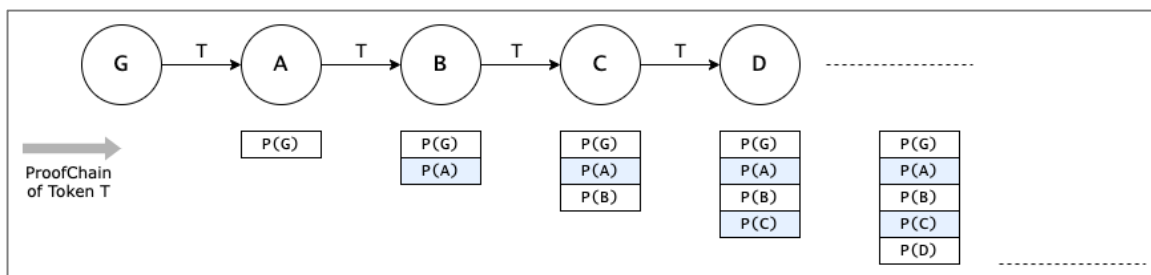 G T A T B T C T D
ProofChain
of Token T
P(G)
P(G)
P(A)
P(G)
P(A)
P(B)
P(G)
P(A)
P(B)
P(C)
P(G)
P(A)
P(B)
P(C)
P(D)